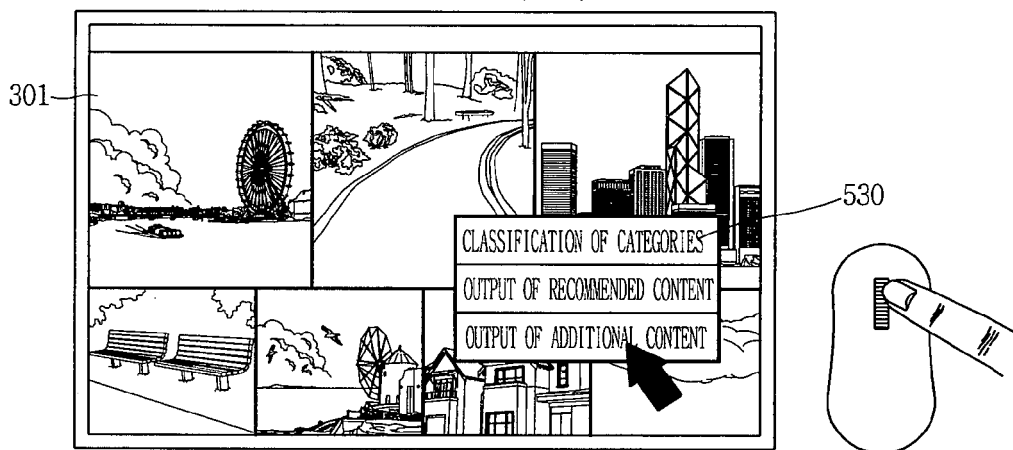 301
530
CLASSIFICATION OF CATEGORIES
OUTPUT OF RECOMMENDED CONTENT
OUTPUT OF ADDITIONAL CONTENT